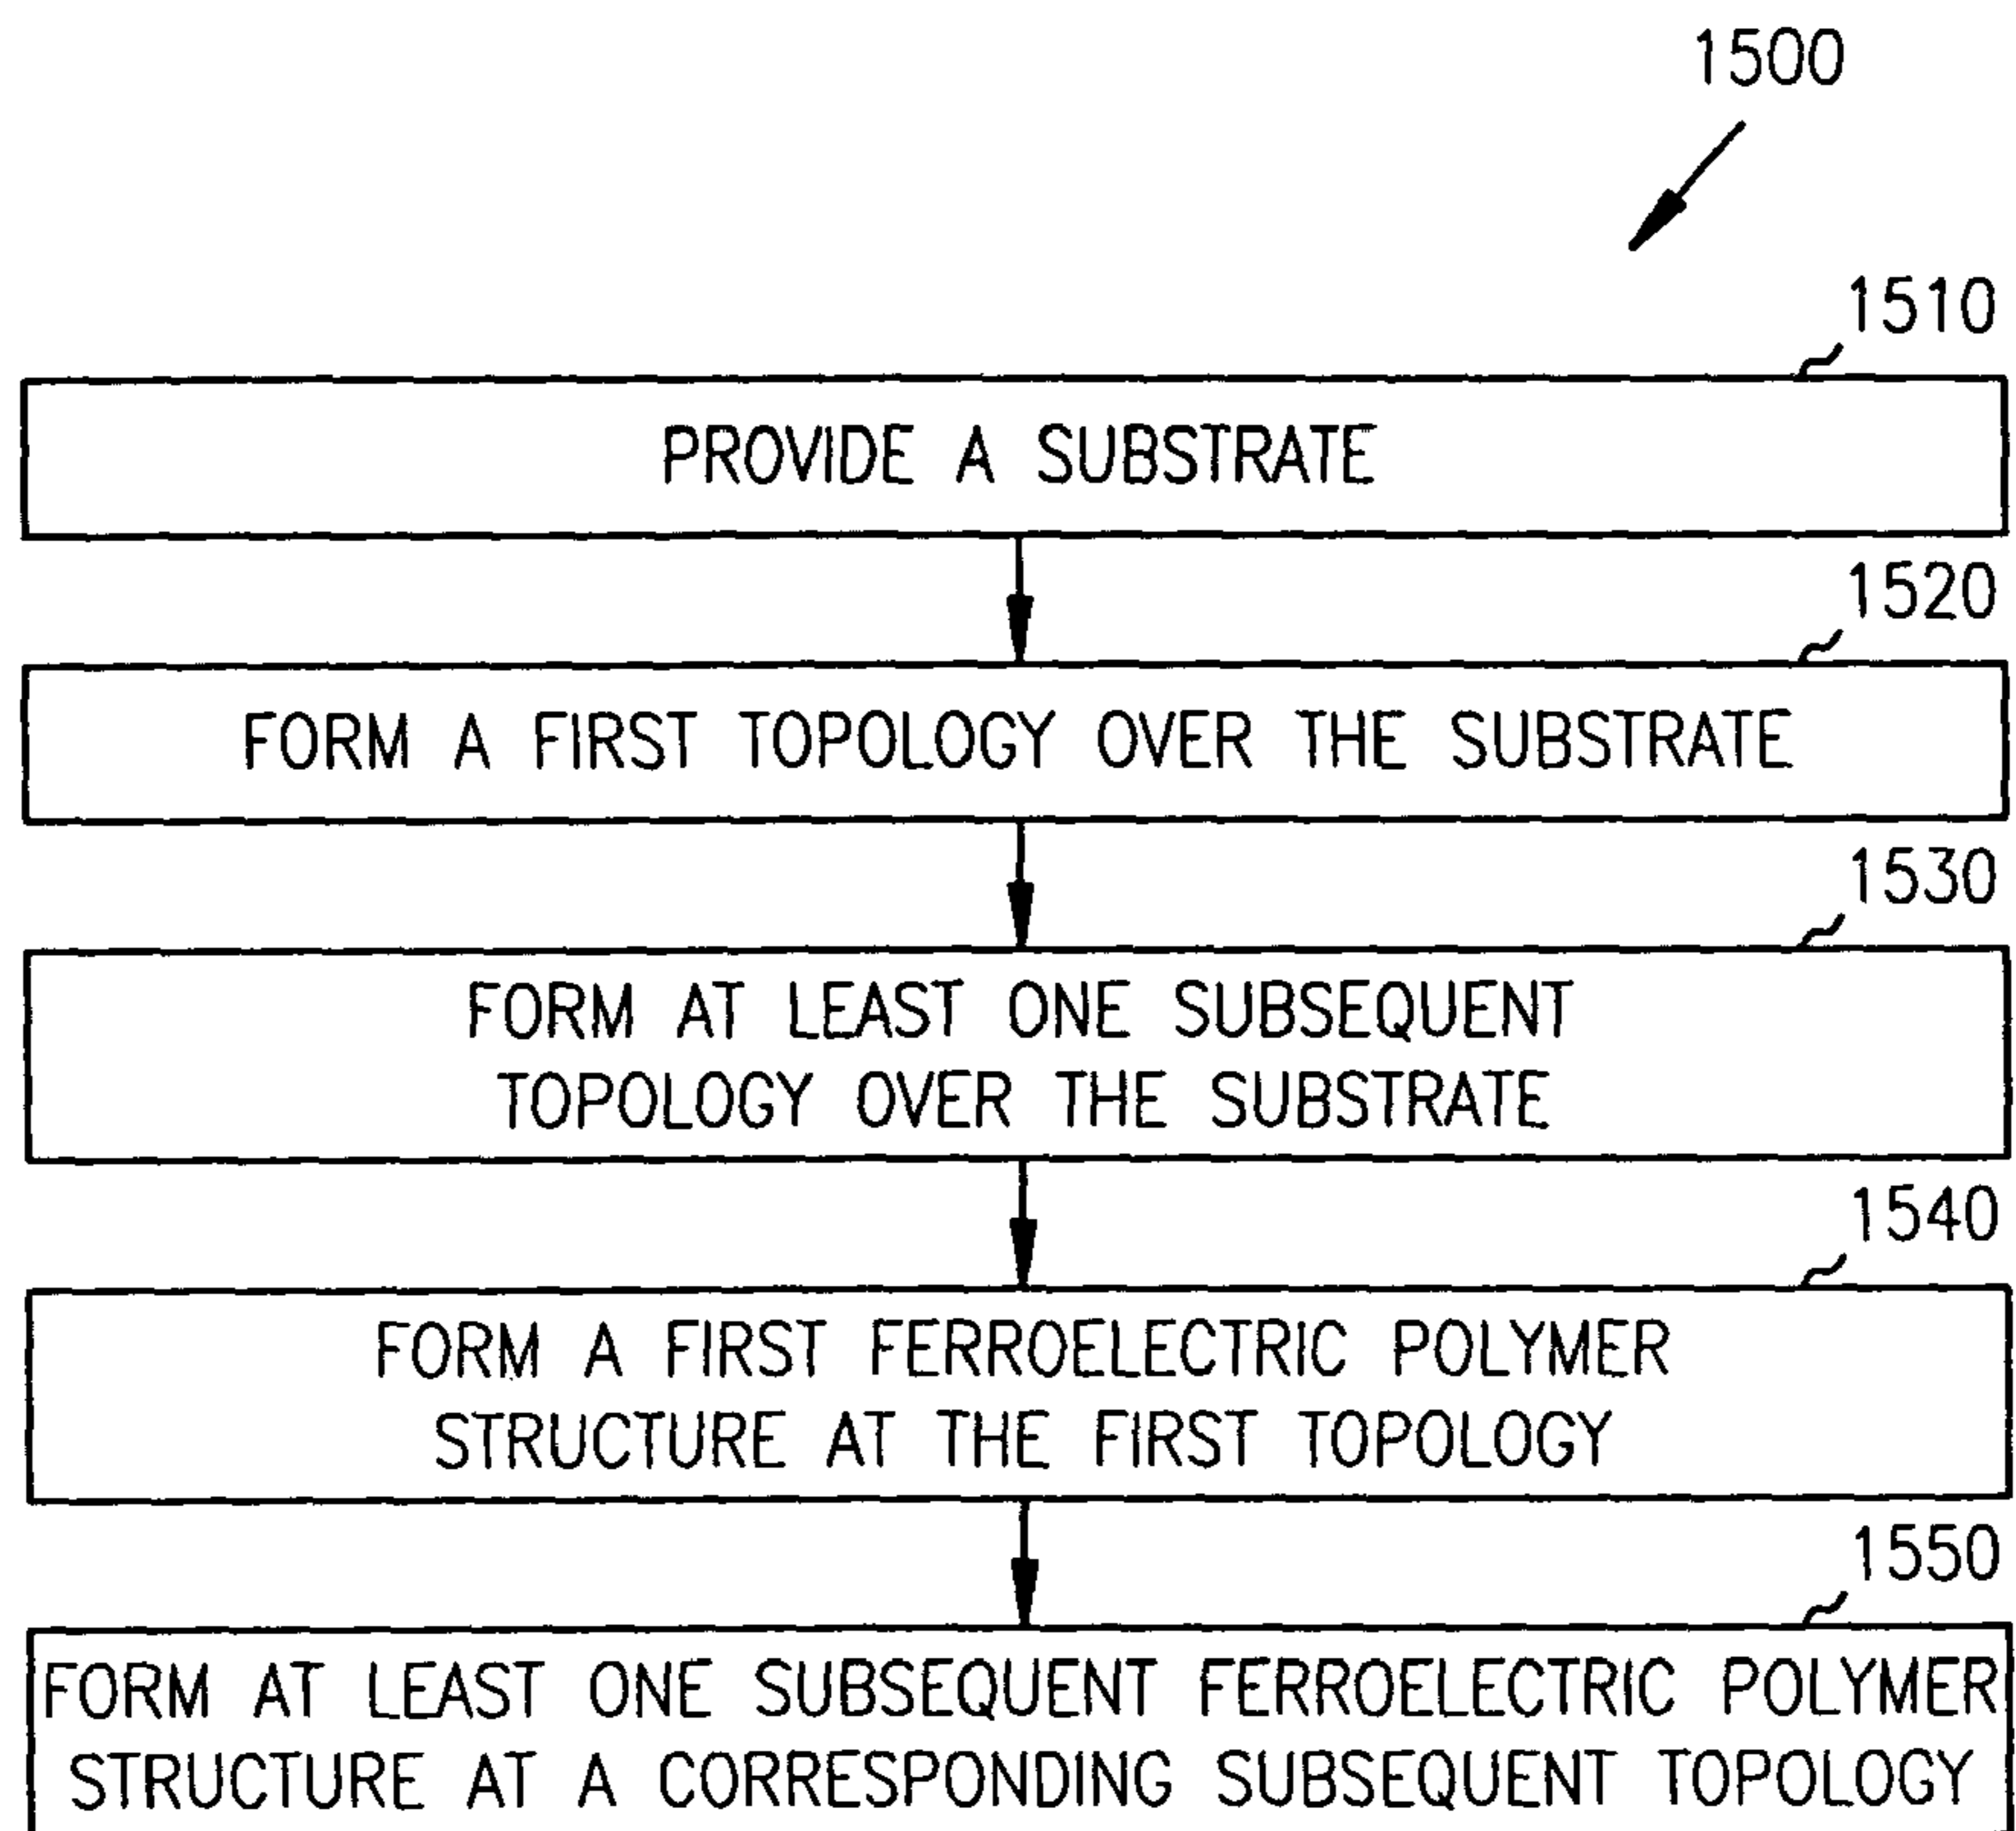 1500
1510
PROVIDE A SUBSTRATE
1520
FORM A FIRST TOPOLOGY OVER THE SUBSTRATE
1530
FORM AT LEAST ONE SUBSEQUENT
TOPOLOGY OVER THE SUBSTRATE
1540
FORM A FIRST FERROELECTRIC POLYMER
STRUCTURE AT THE FIRST TOPOLOGY
1550
FORM AT LEAST ONE SUBSEQUENT FERROELECTRIC POLYMER
STRUCTURE AT A CORRESPONDING SUBSEQUENT TOPOLOGY